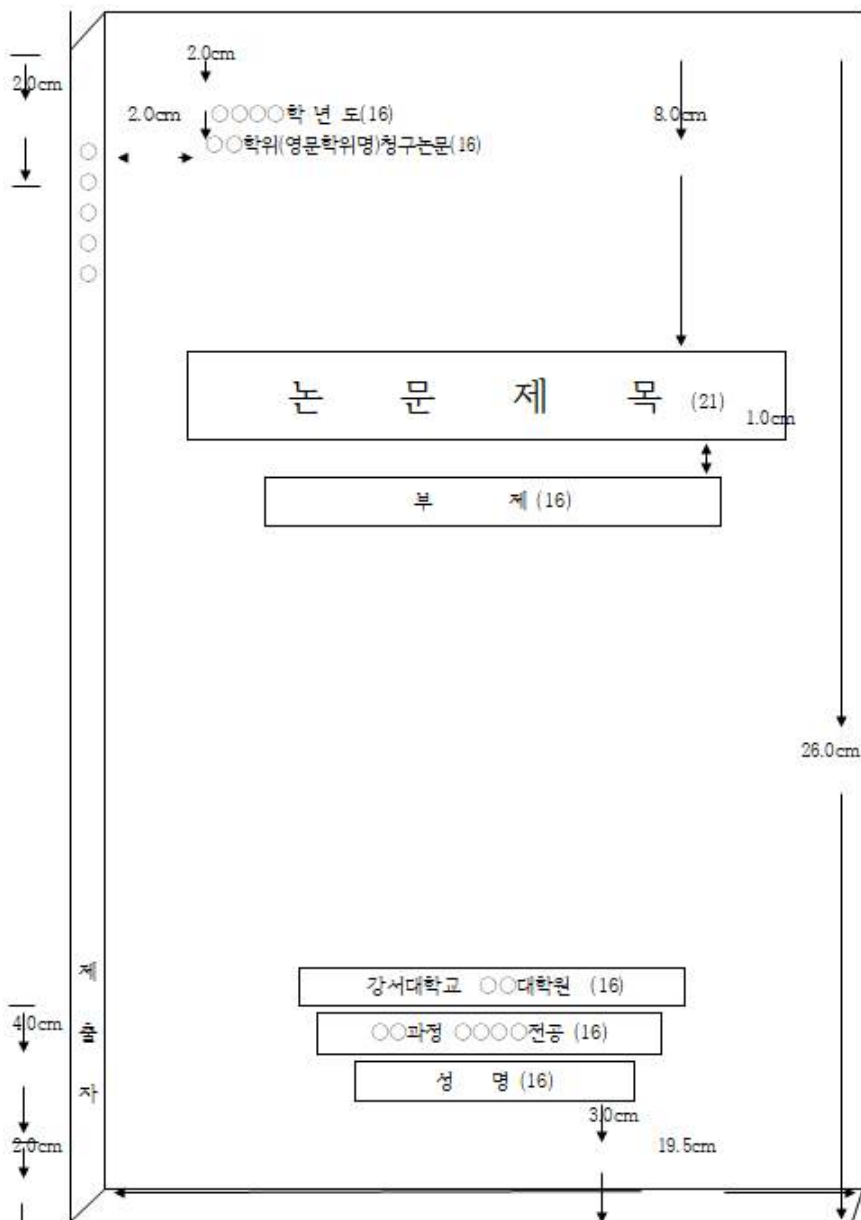 2.0cm
2.0cm
2.0cm
○○○○학 년 도(16)
8.0cm
○○학위(영문학위명)청구논문(16)
○
○
○
○
○
논 문 제 목 (21)
1.0cm
부 제 (16)
26.0cm
제
출
자
강서대학교 ○○대학원 (16)
4.0cm
○○과정 ○○○○전공 (16)
성 명 (16)
3.0cm
2.0cm
19.5cm